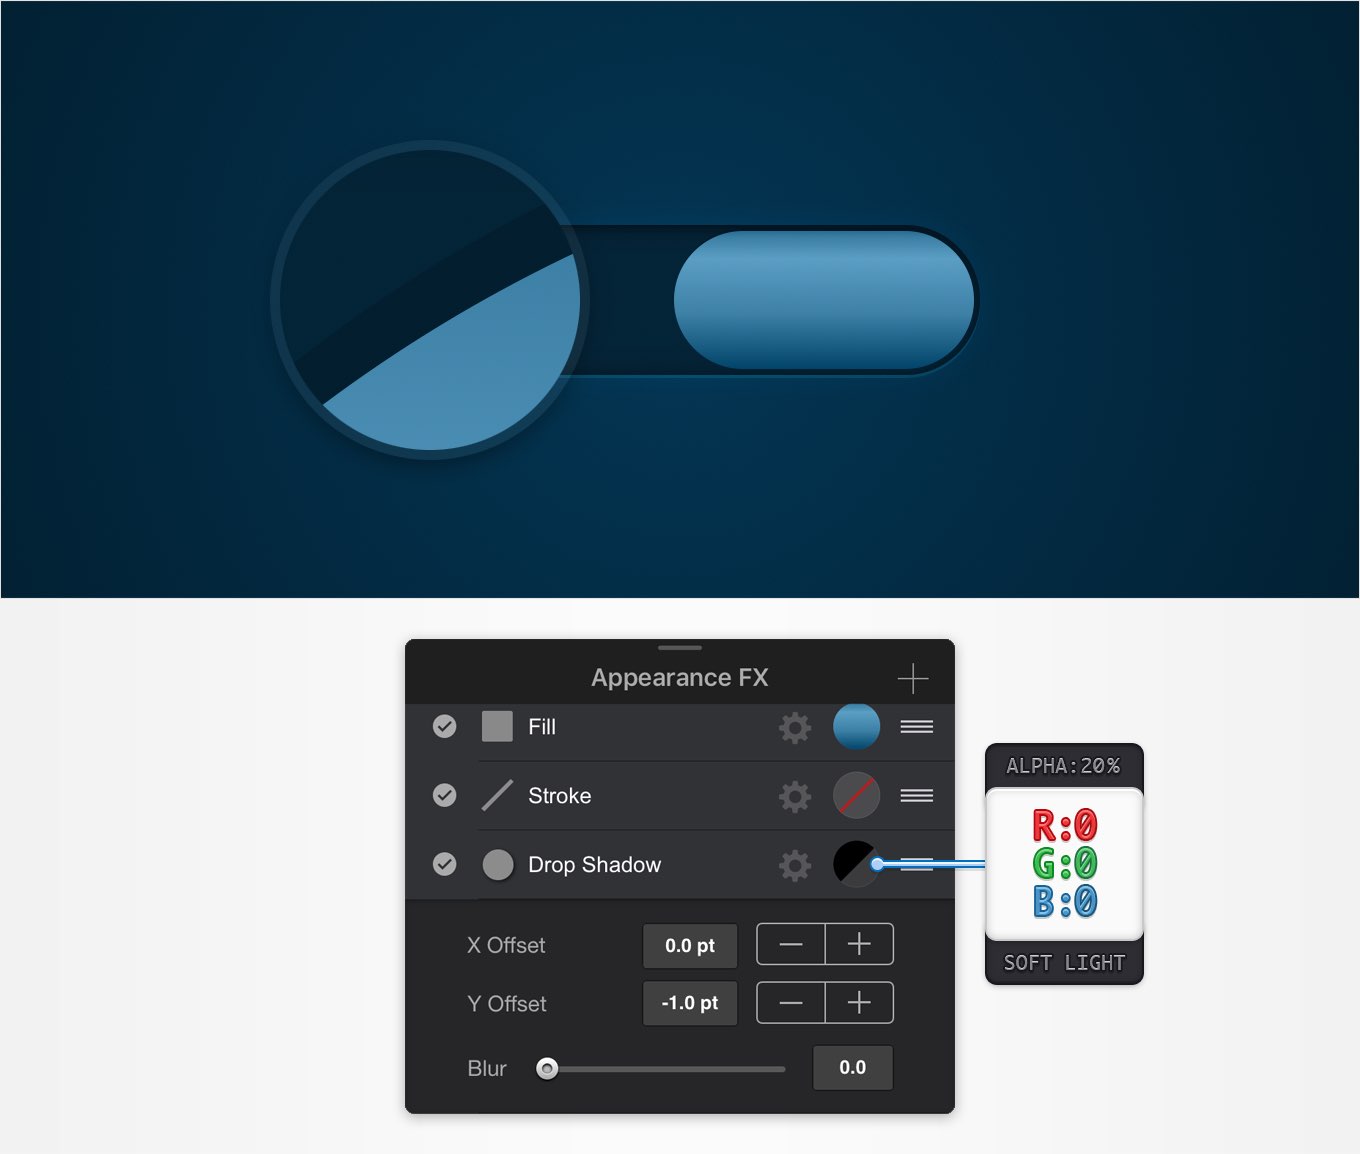 Appearance FX
Fill
Stroke
Drop Shadow
X Offset 0.0 pt
Y Offset -1.0 pt
Blur 0.0
ALPHA:20%
R:0
G:0
B:0
SOFT LIGHT